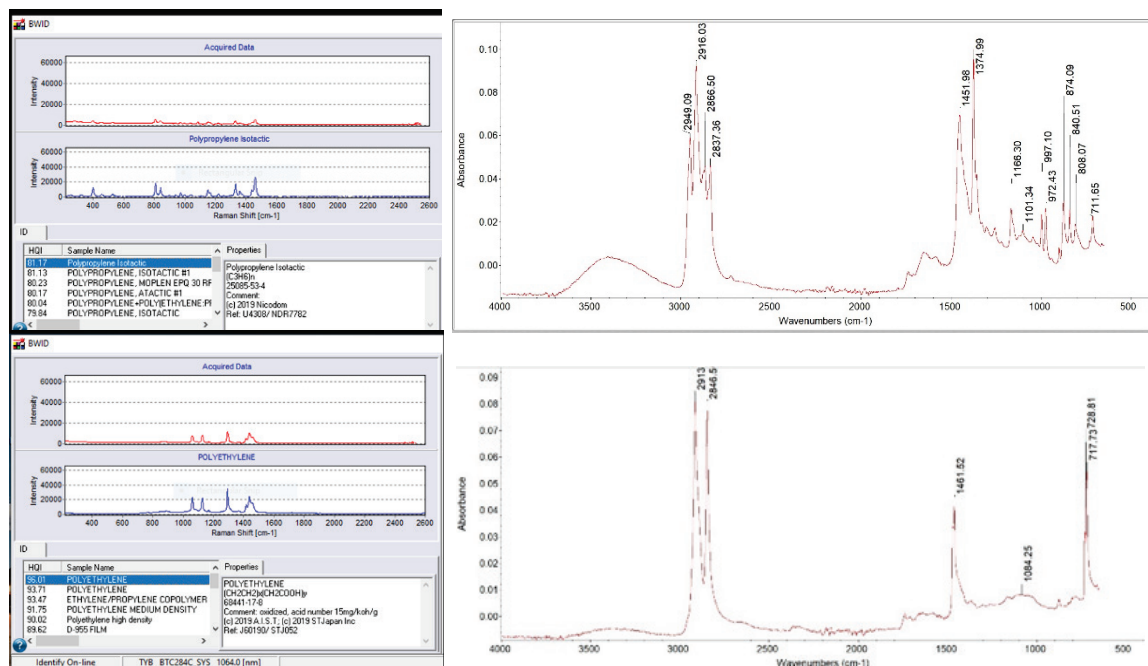 BWID
Acquired Data
Intensity
60000
40000
20000
0
Polypropylene Isotactic
Intensity
60000
40000
20000
0
400 600 800 1000 1200 1400 1600 1800 2000 2200 2400 2600
Raman Shift [cm-1]
ID
HQI Sample Name
81.17 Polypropylene Isotactic
81.13 POLYPROPYLENE, ISOTACTIC #1
80.23 POLYPROPYLENE, MOPLEN EPQ 30 RF
80.17 POLYPROPYLENE, ATACTIC #1
80.04 POLYPROPYLENE+POLY(ETHYLENE:PI
79.84 POLYPROPYLENE, ISOTACTIC
Properties
Polypropylene Isotactic
(C3H6)n
25085-53-4
Comment:
(c) 2019 Nicodom
Ref: U4308/ NDR7782
Absorbance
0.10
0.08
0.06
0.04
0.02
0.00
2949.09
2916.03
2866.50
2837.36
1451.98
1374.99
1166.30
1101.34
997.10
972.43
874.09
840.51
808.07
711.65
4000 3500 3000 2500 2000 1500 1000 500
Wavenumbers (cm-1)
BWID
Acquired Data
Intensity
60000
40000
20000
0
POLYETHYLENE
Intensity
60000
40000
20000
0
400 600 800 1000 1200 1400 1600 1800 2000 2200 2400 2600
Raman Shift [cm-1]
ID
HQI Sample Name
96.01 POLYETHYLENE
93.71 POLYETHYLENE
93.47 ETHYLENE/PROPYLENE COPOLYMER
91.75 POLYETHYLENE MEDIUM DENSITY
90.02 Polyethylene high density
89.62 D-955 FILM
Properties
POLYETHYLENE
(CH2CH2)x(CH2COOH)y
68441-17-8
Comment: oxidized, acid number 15mg/koh/g
(c) 2019 A.I.S.T; (c) 2019 STJapan Inc
Ref: J60190/ STJ052
Identify On-line TYB BTC284C SYS 1064.0 [nm]
Absorbance
0.09
0.08
0.07
0.06
0.05
0.04
0.03
0.02
0.01
0.00
2913
2846.5
1461.52
1084.25
717.73
728.81
4000 3500 3000 2500 2000 1500 1000 500
Wavenumbers (cm-1)